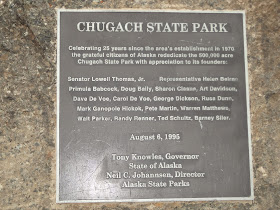 CHUGACH STATE PARK
Celebrating 25 years since the area's establishment in 1970
the grateful citizens of Alaska rededicate the 500,000 acre
Chugach State Park with appreciation to its founders:
Senator Lowell Thomas, Jr. Representative Helen Beirne
Primula Babcock, Doug Baily, Sharon Cissne, Art Davidson,
Dave De Voe, Carol De Voe, George Dickson, Russ Dunn,
Mark Ganopole Hickok, Pete Martin, Warren Matthews,
Walt Parker, Randy Renner, Ted Schultz, Barney Siler.
August 6, 1995
Tony Knowles, Governor
State of Alaska
Neil C. Johannsen, Director
Alaska State Parks